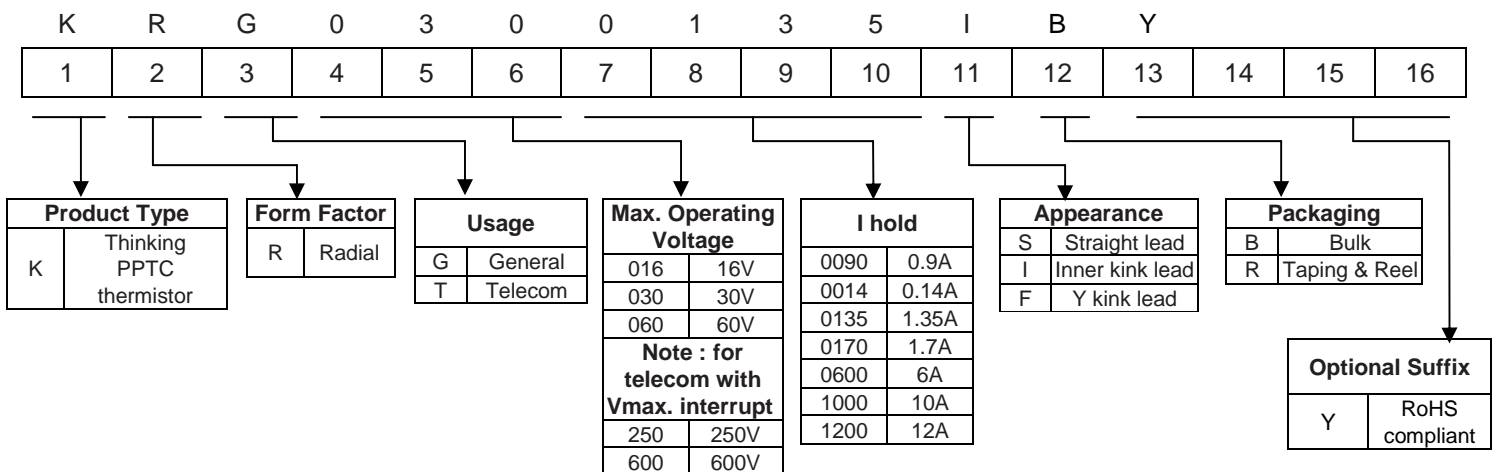 K R G 0 3 0 0 1 3 5 I B Y
1 2 3 4 5 6 7 8 9 10 11 12 13 14 15 16
Product Type
K Thinking PPTC thermistor
Form Factor
R Radial
Usage
G General
T Telecom
Max. Operating
Voltage
016 16V
030 30V
060 60V
Note : for
telecom with
Vmax. interrupt
250 250V
600 600V
I hold
0090 0.9A
0014 0.14A
0135 1.35A
0170 1.7A
0600 6A
1000 10A
1200 12A
Appearance
S Straight lead
I Inner kink lead
F Y kink lead
Packaging
B Bulk
R Taping & Reel
Optional Suffix
Y RoHS compliant